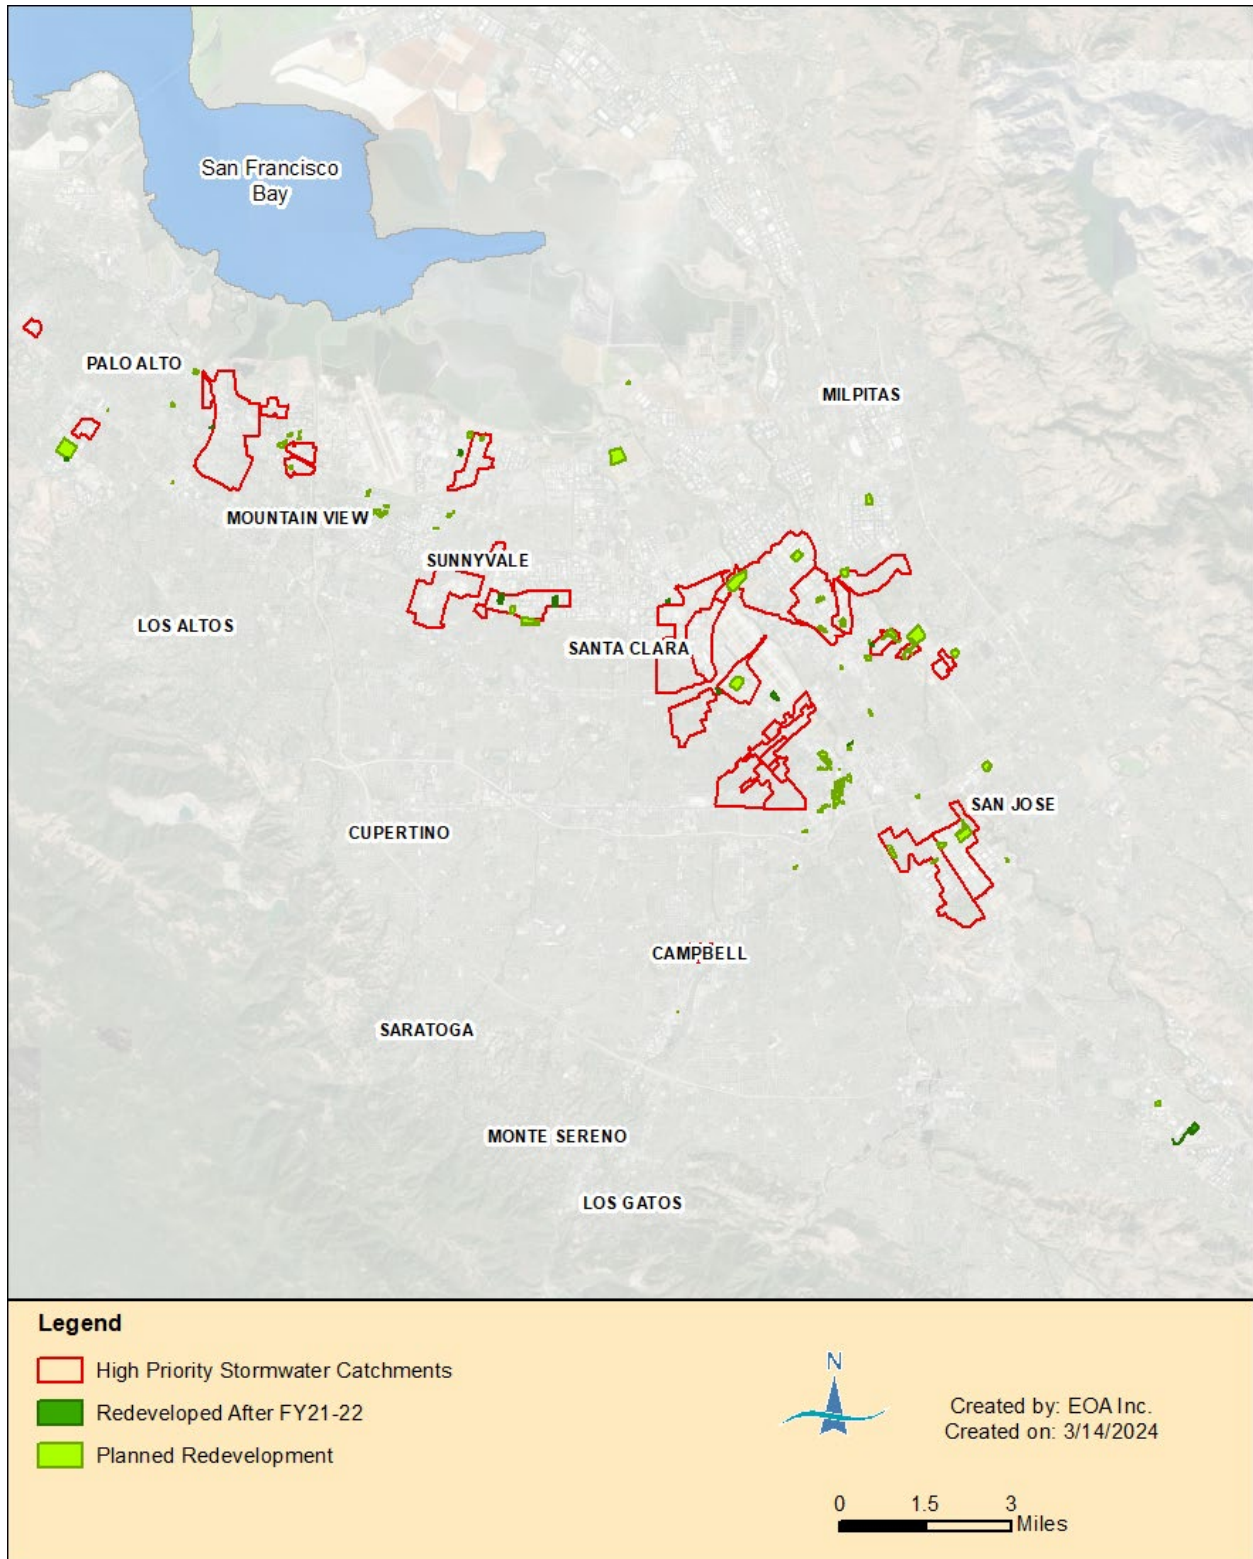 San Francisco
Bay
PALO ALTO
MILPITAS
MOUNTAIN VIEW
SUNNYVALE
LOS ALTOS
SANTA CLARA
SAN JOSE
CUPERTINO
CAMPBELL
SARATOGA
MONTE SERENO
LOS GATOS
Legend
High Priority Stormwater Catchments
Redeveloped After FY21-22
Planned Redevelopment
N
Created by: EOA Inc.
Created on: 3/14/2024
0 1.5 3
Miles